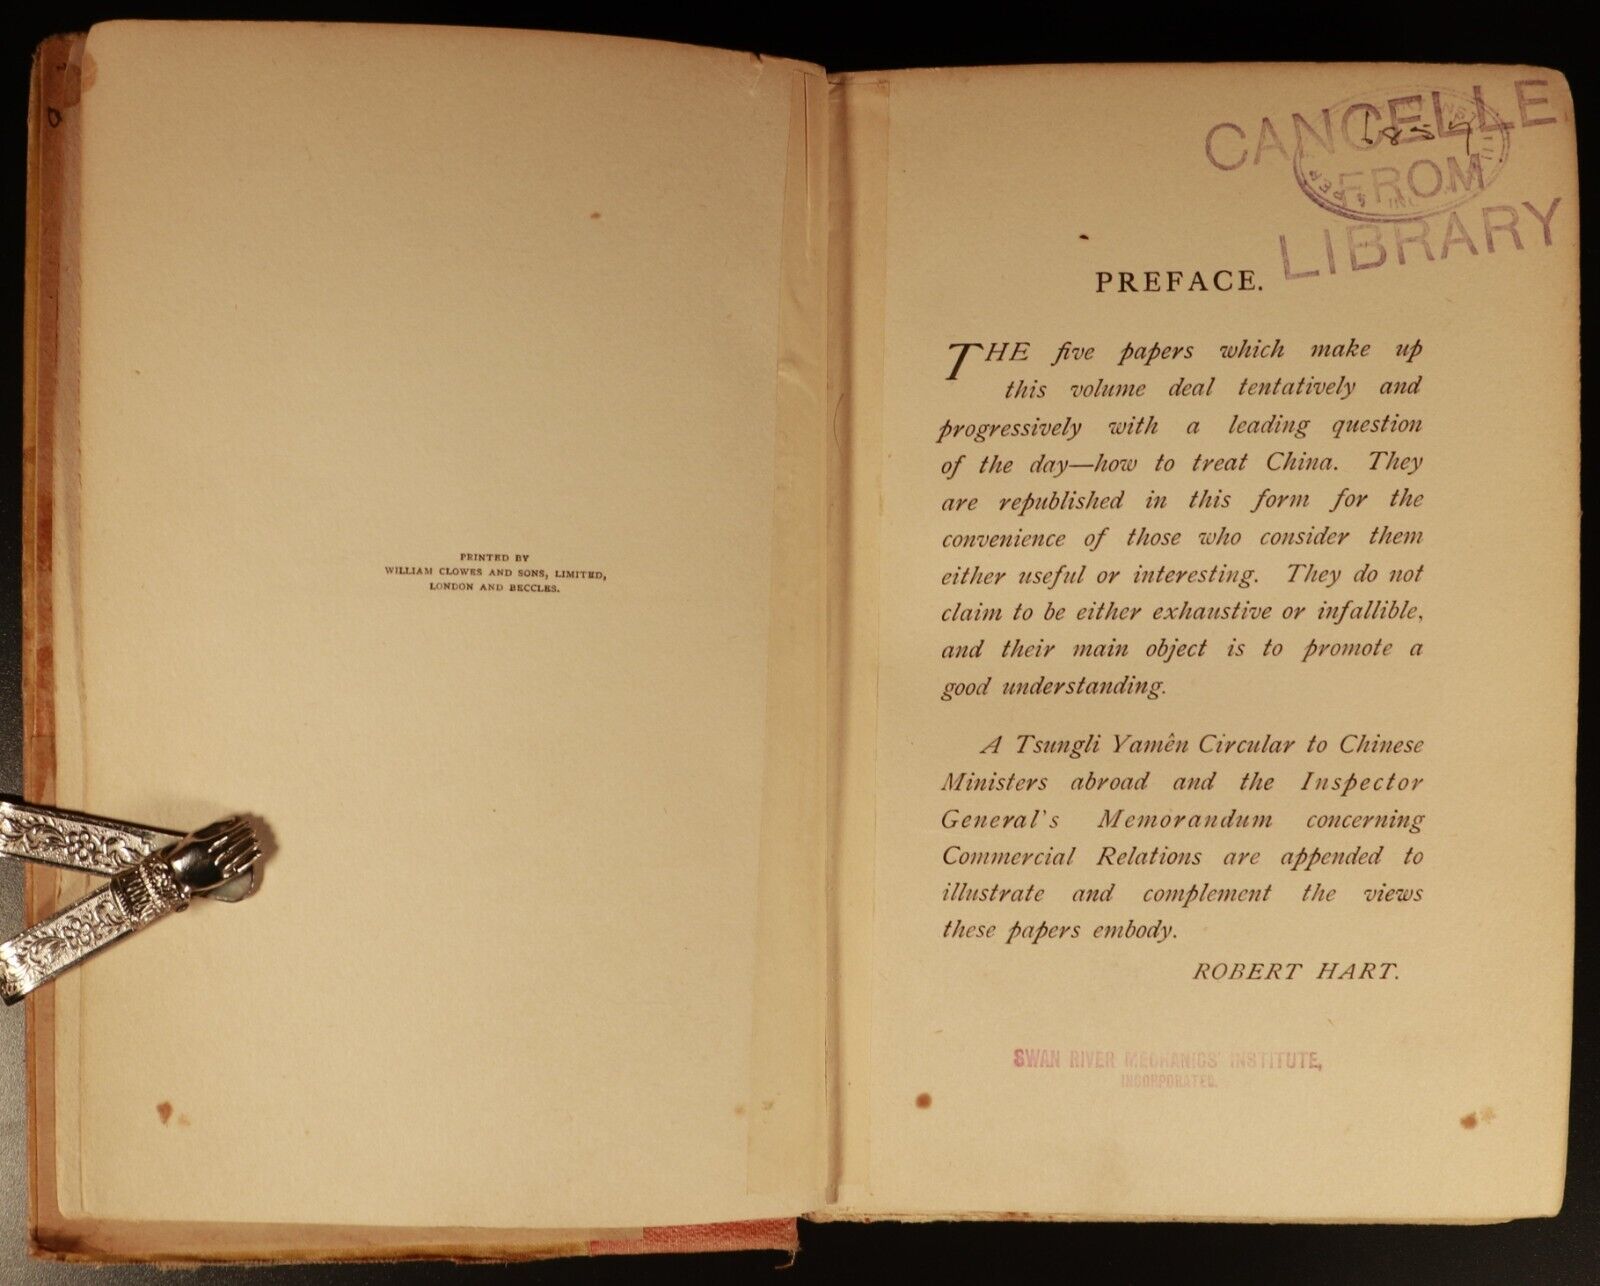 PRINTED BY
WILLIAM CLOWES AND SONS, LIMITED,
LONDON AND BECCLES.
CANCELLE
FROM
LIBRARY
PREFACE.
THE five papers which make up
this volume deal tentatively and
progressively with a leading question
of the day—how to treat China. They
are republished in this form for the
convenience of those who consider them
either useful or interesting. They do not
claim to be either exhaustive or infallible,
and their main object is to promote a
good understanding.
A Tsungli Yamên Circular to Chinese
Ministers abroad and the Inspector
General's Memorandum concerning
Commercial Relations are appended to
illustrate and complement the views
these papers embody.
ROBERT HART.
SWAN RIVER MECHANICS' INSTITUTE,
INCORPORATED.